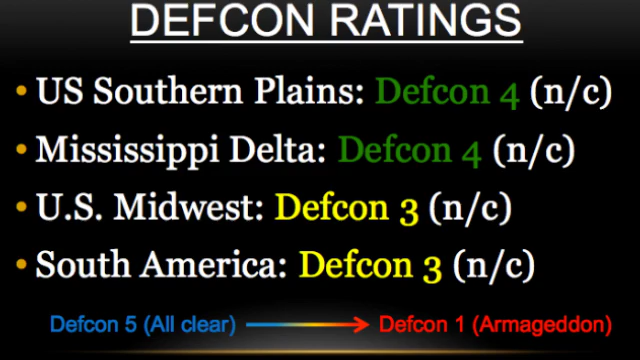 DEFCON RATINGS
• US Southern Plains: Defcon 4 (n/c)
• Mississippi Delta: Defcon 4 (n/c)
• U.S. Midwest: Defcon 3 (n/c)
• South America: Defcon 3 (n/c)
Defcon 5 (All clear) Defcon 1 (Armageddon)